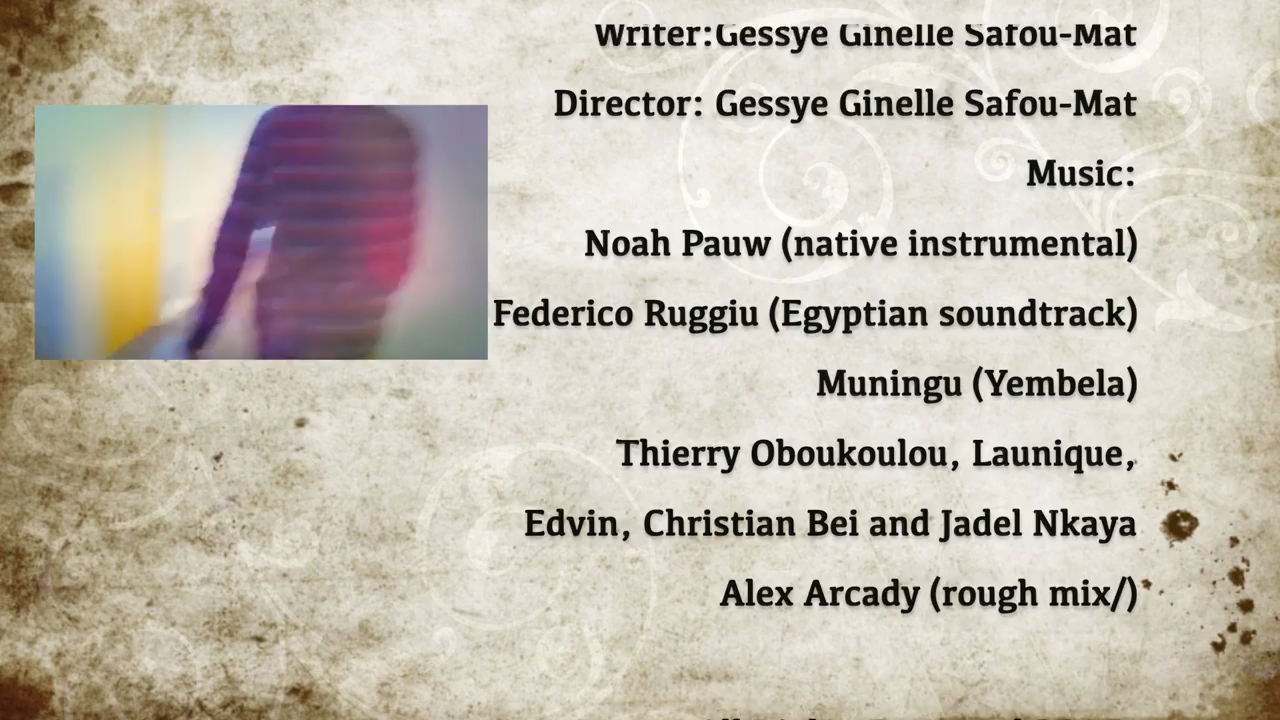 Writer:Gessye Ginelle Safou-Mat
Director: Gessye Ginelle Safou-Mat
Music:
Noah Pauw (native instrumental)
Federico Ruggiu (Egyptian soundtrack)
Muningu (Yembela)
Thierry Oboukoulou, Launique,
Edvin, Christian Bei and Jadel Nkaya
Alex Arcady (rough mix/)